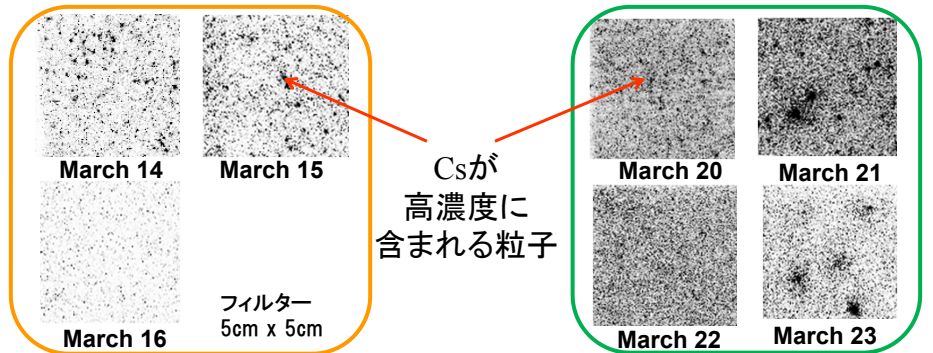 March 14
March 15
March 16
フィルター
5cm x 5cm
Csが
高濃度に
含まれる粒子
March 20
March 21
March 22
March 23